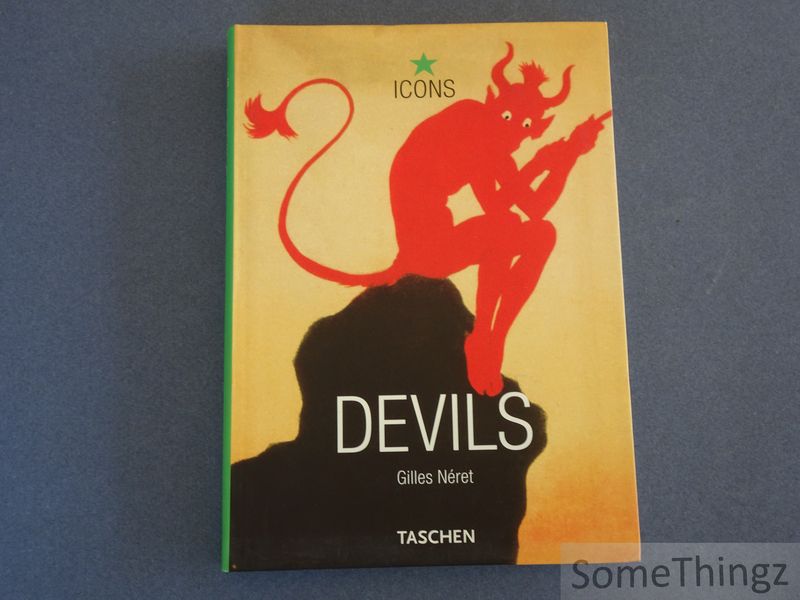 ICONS
DEVILS
Gilles Néret
TASCHEN
SomeThingz